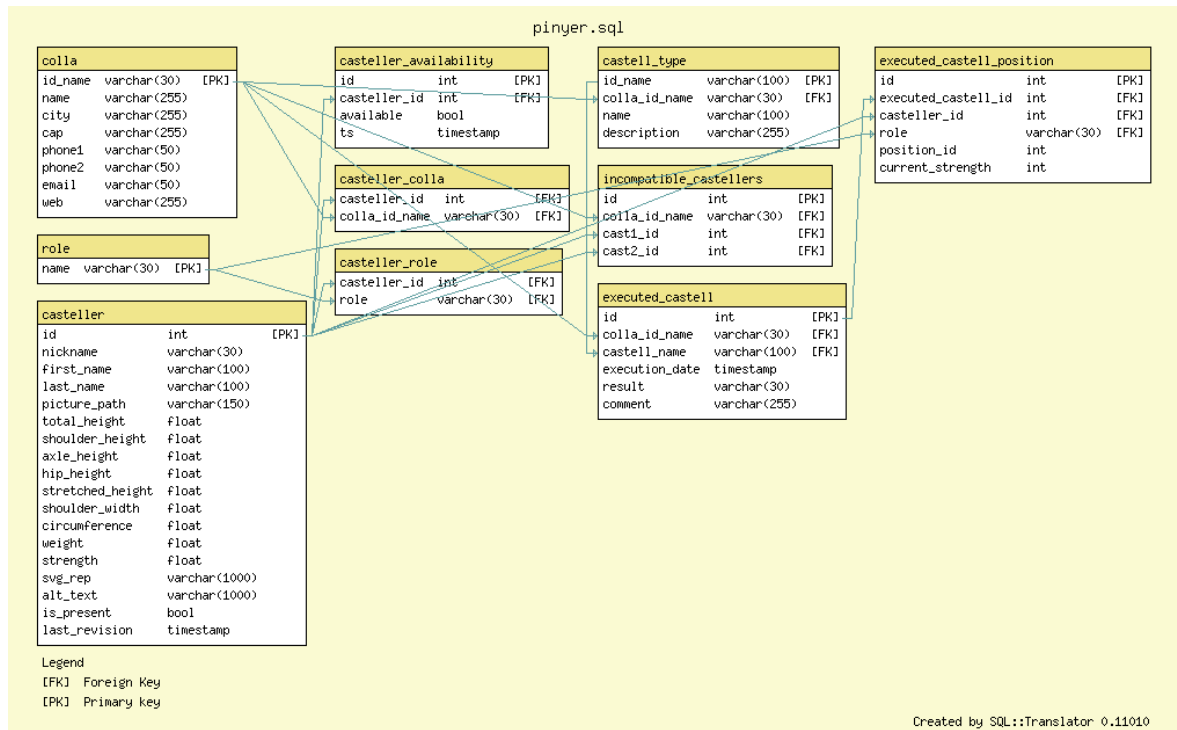 pinyer.sql
colla
id_name varchar(30) [PK]
name varchar(255)
city varchar(255)
cap varchar(255)
phone1 varchar(50)
phone2 varchar(50)
email varchar(50)
web varchar(255)
role
name varchar(30) [PK]
casteller
id int [PK]
nickname varchar(30)
first_name varchar(100)
last_name varchar(100)
picture_path varchar(150)
total_height float
shoulder_height float
axle_height float
hip_height float
stretched_height float
shoulder_width float
circumference float
weight float
strength float
svg_rep varchar(1000)
alt_text varchar(1000)
is_present bool
last_revision timestamp
casteller_availability
id int [PK]
casteller_id int [FK]
available bool
ts timestamp
casteller_colla
casteller_id int [FK]
colla_id_name varchar(30) [FK]
casteller_role
casteller_id int [FK]
role varchar(30) [FK]
castell_type
id_name varchar(100) [PK]
colla_id_name varchar(30) [FK]
name varchar(100)
description varchar(255)
incompatible_castellers
id int [PK]
colla_id_name varchar(30) [FK]
cast1_id int [FK]
cast2_id int [FK]
executed_castell
id int [PK]
colla_id_name varchar(30) [FK]
castell_name varchar(100) [FK]
execution_date timestamp
result varchar(30)
comment varchar(255)
executed_castell_position
id int [PK]
executed_castell_id int [FK]
casteller_id int [FK]
role varchar(30) [FK]
position_id int
current_strength int
Legend
[FK] Foreign Key
[PK] Primary key
Created by SQL::Translator 0.11010